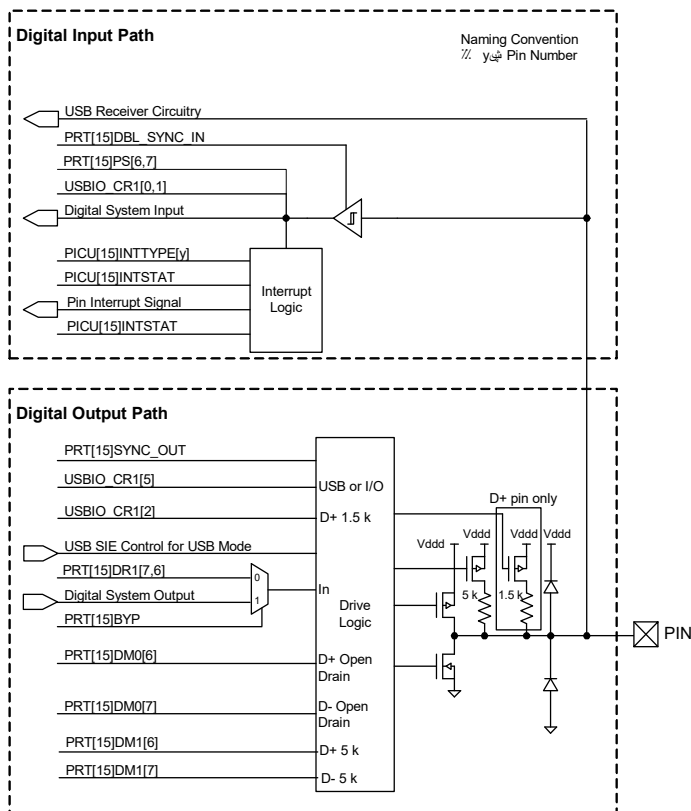 Digital Input Path
Naming Convention
Pin Number
USB Receiver Circuitry
PRT[15]DBL_SYNC_IN
PRT[15]PS[6,7]
USBIO_CR1[0,1]
Digital System Input
PICU[15]INTTYPE[y]
PICU[15]INTSTAT
Pin Interrupt Signal
PICU[15]INTSTAT
Interrupt
Logic
Digital Output Path
PRT[15]SYNC_OUT
USBIO_CR1[5]
USB or I/O
USBIO_CR1[2]
D+ 1.5 k
USB SIE Control for USB Mode
PRT[15]DR1[7,6]
0
Digital System Output
1
PRT[15]BYP
In
Drive
Logic
PRT[15]DM0[6]
D+ Open
Drain
PRT[15]DM0[7]
D- Open
Drain
PRT[15]DM1[6]
D+ 5 k
PRT[15]DM1[7]
D- 5 k
D+ pin only
Vddd
Vddd
Vddd
Vddd
5 k
1.5 k
PIN